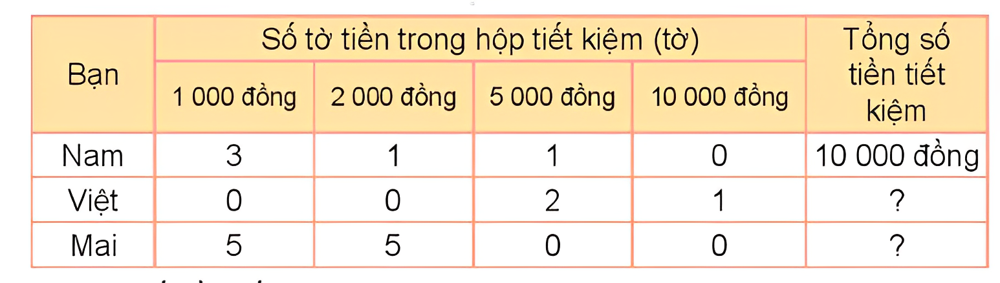 Bạn
Số tờ tiền trong hộp tiết kiệm (tờ)
Tổng số
tiền tiết
kiệm
1 000 đồng 2 000 đồng 5 000 đồng 10 000 đồng
Nam 3 1 1 0 10 000 đồng
Việt 0 0 2 1 ?
Mai 5 5 0 0 ?